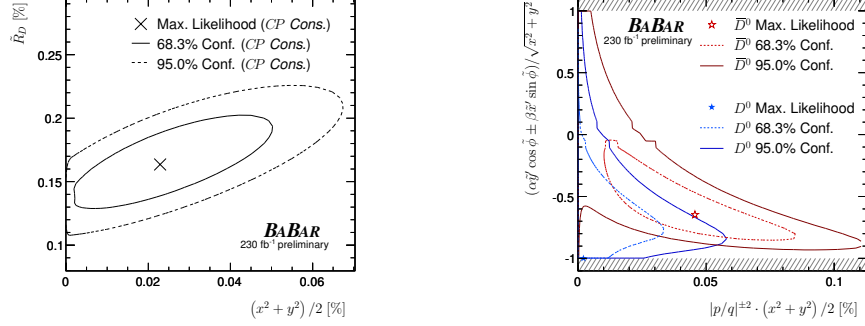 R̃_D [%]
0.2
0.15
0.1
0 0.02 0.04 0.06
(x² + y²) /2 [%]
Max. Likelihood (CP Cons.)
68.3% Conf. (CP Cons.)
95.0% Conf. (CP Cons.)
BABAR
230 fb⁻¹ preliminary
(αỹ′ cos φ̃ ± βx̃′ sin φ̃) /√x² + y²
1
0.5
0
-0.5
-1
0 0.05 0.1
|p/q|^±2 · (x² + y²) /2 [%]
BABAR
230 fb⁻¹ preliminary
D̅⁰ Max. Likelihood
D̅⁰ 68.3% Conf.
D̅⁰ 95.0% Conf.
D⁰ Max. Likelihood
D⁰ 68.3% Conf.
D⁰ 95.0% Conf.